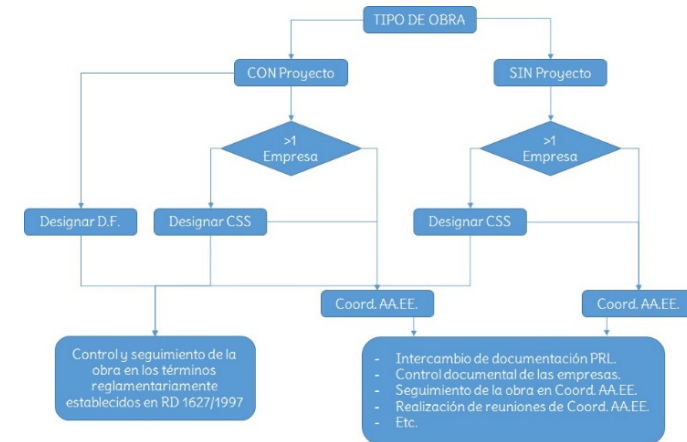 TIPO DE OBRA
CON Proyecto
SIN Proyecto
>1
Empresa
>1
Empresa
Designar D.F.
Designar CSS
Designar CSS
Coord. AA.EE.
Coord. AA.EE.
Control y seguimiento de la
obra en los términos
reglamentariamente
establecidos en RD 1627/1997
- Intercambio de documentación PRL.
- Control documental de las empresas.
- Seguimiento de la obra en Coord. AA.EE.
- Realización de reuniones de Coord. AA.EE.
- Etc.